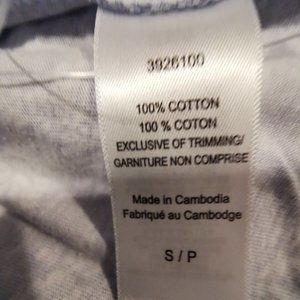 3926100
100% COTTON
100 % COTON
EXCLUSIVE OF TRIMMING/
GARNITURE NON COMPRISE
Made in Cambodia
Fabriqué au Cambodge
S / P